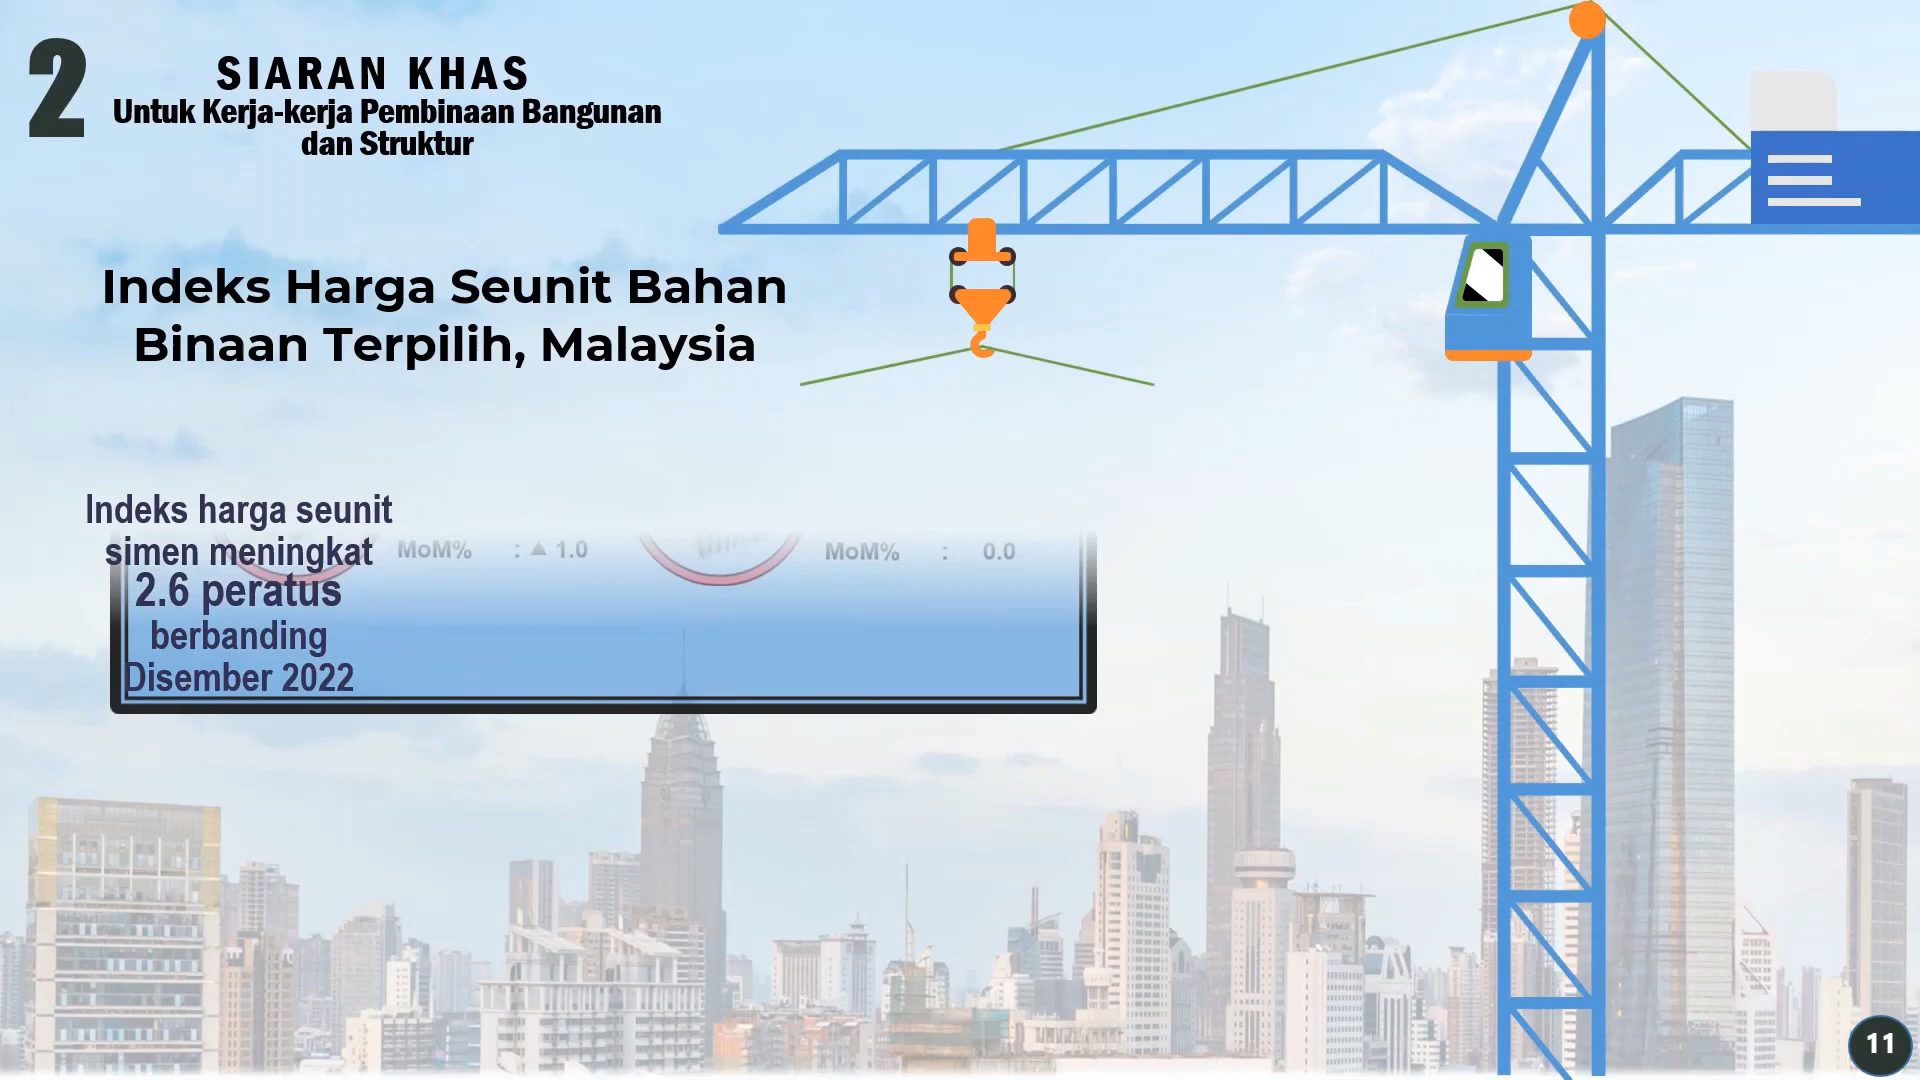 2
SIARAN KHAS
Untuk Kerja-kerja Pembinaan Bangunan
dan Struktur
Indeks Harga Seunit Bahan
Binaan Terpilih, Malaysia
Indeks harga seunit
simen meningkat
2.6 peratus
berbanding
Disember 2022
MoM% : ▲ 1.0
MoM% : 0.0
11